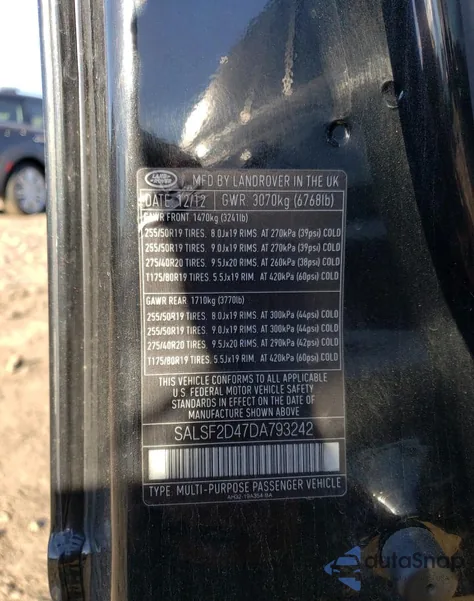 LAND ROVER MFD BY LANDROVER IN THE UK
DATE 12/12 GWR 3070kg (6768lb)
GAWR FRONT 1470kg (3241lb)
255/50R19 TIRES. 8.0Jx19 RIMS. AT 270kPa (39psi) COLD
255/50R19 TIRES. 9.0Jx19 RIMS. AT 270kPa (39psi) COLD
275/40R20 TIRES. 9.5Jx20 RIMS. AT 260kPa (38psi) COLD
T175/80R19 TIRES. 5.5Jx19 RIM. AT 420kPa (60psi) COLD
GAWR REAR 1710kg (3770lb)
255/50R19 TIRES. 8.0Jx19 RIMS. AT 300kPa (44psi) COLD
255/50R19 TIRES. 9.0Jx19 RIMS. AT 300kPa (44psi) COLD
275/40R20 TIRES. 9.5Jx20 RIMS. AT 290kPa (42psi) COLD
T175/80R19 TIRES. 5.5Jx19 RIM. AT 420kPa (60psi) COLD
THIS VEHICLE CONFORMS TO ALL APPLICABLE
U.S. FEDERAL MOTOR VEHICLE SAFETY
STANDARDS IN EFFECT ON THE DATE OF
MANUFACTURE SHOWN ABOVE.
SALSF2D47DA793242
TYPE: MULTI-PURPOSE PASSENGER VEHICLE
AH32-19A364-BA
autoSnap